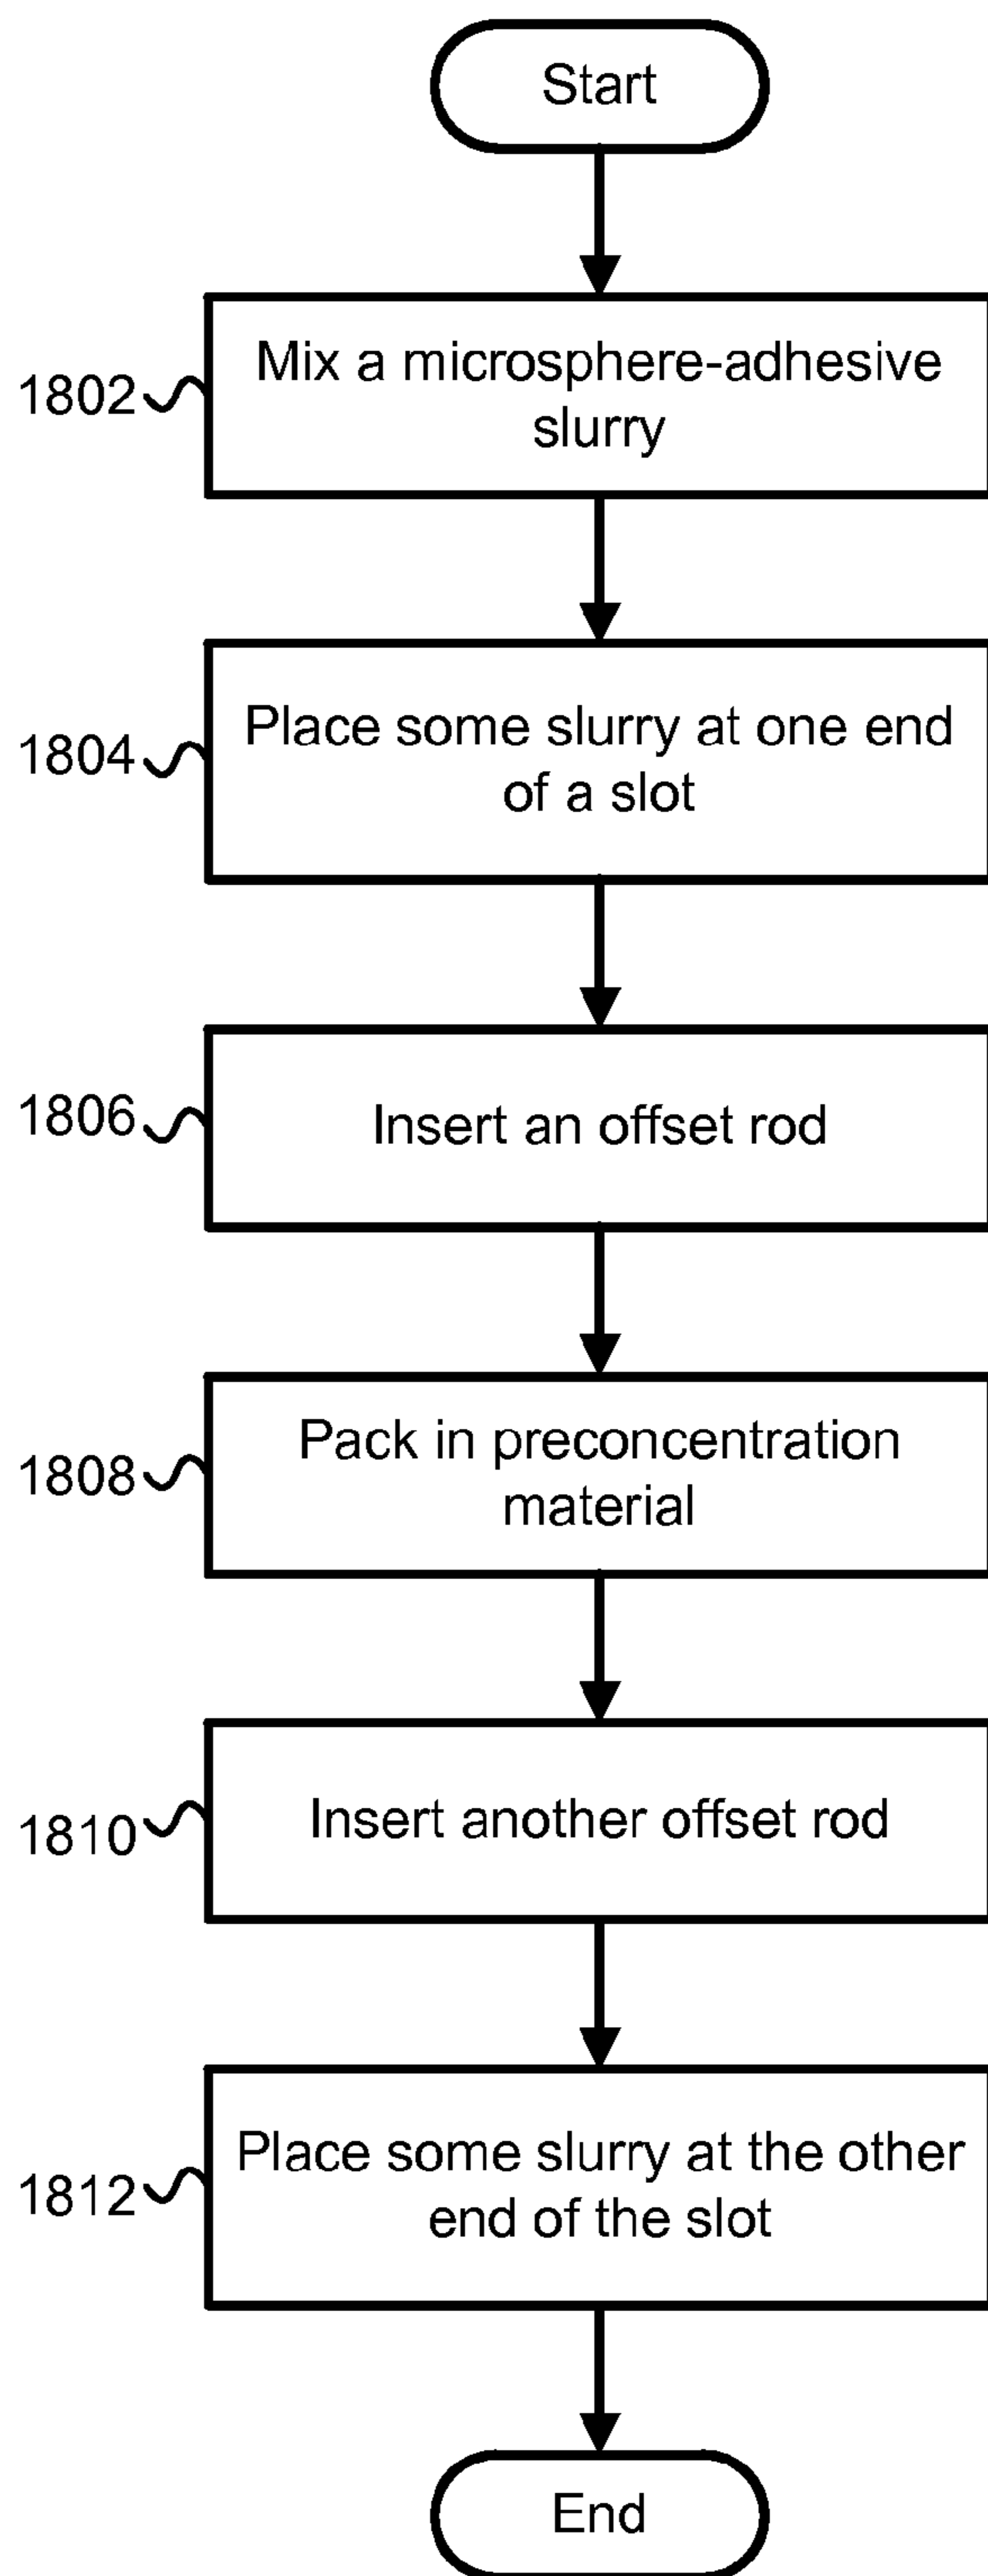 Start
1802
Mix a microsphere-adhesive
slurry
1804
Place some slurry at one end
of a slot
1806
Insert an offset rod
1808
Pack in preconcentration
material
1810
Insert another offset rod
1812
Place some slurry at the other
end of the slot
End